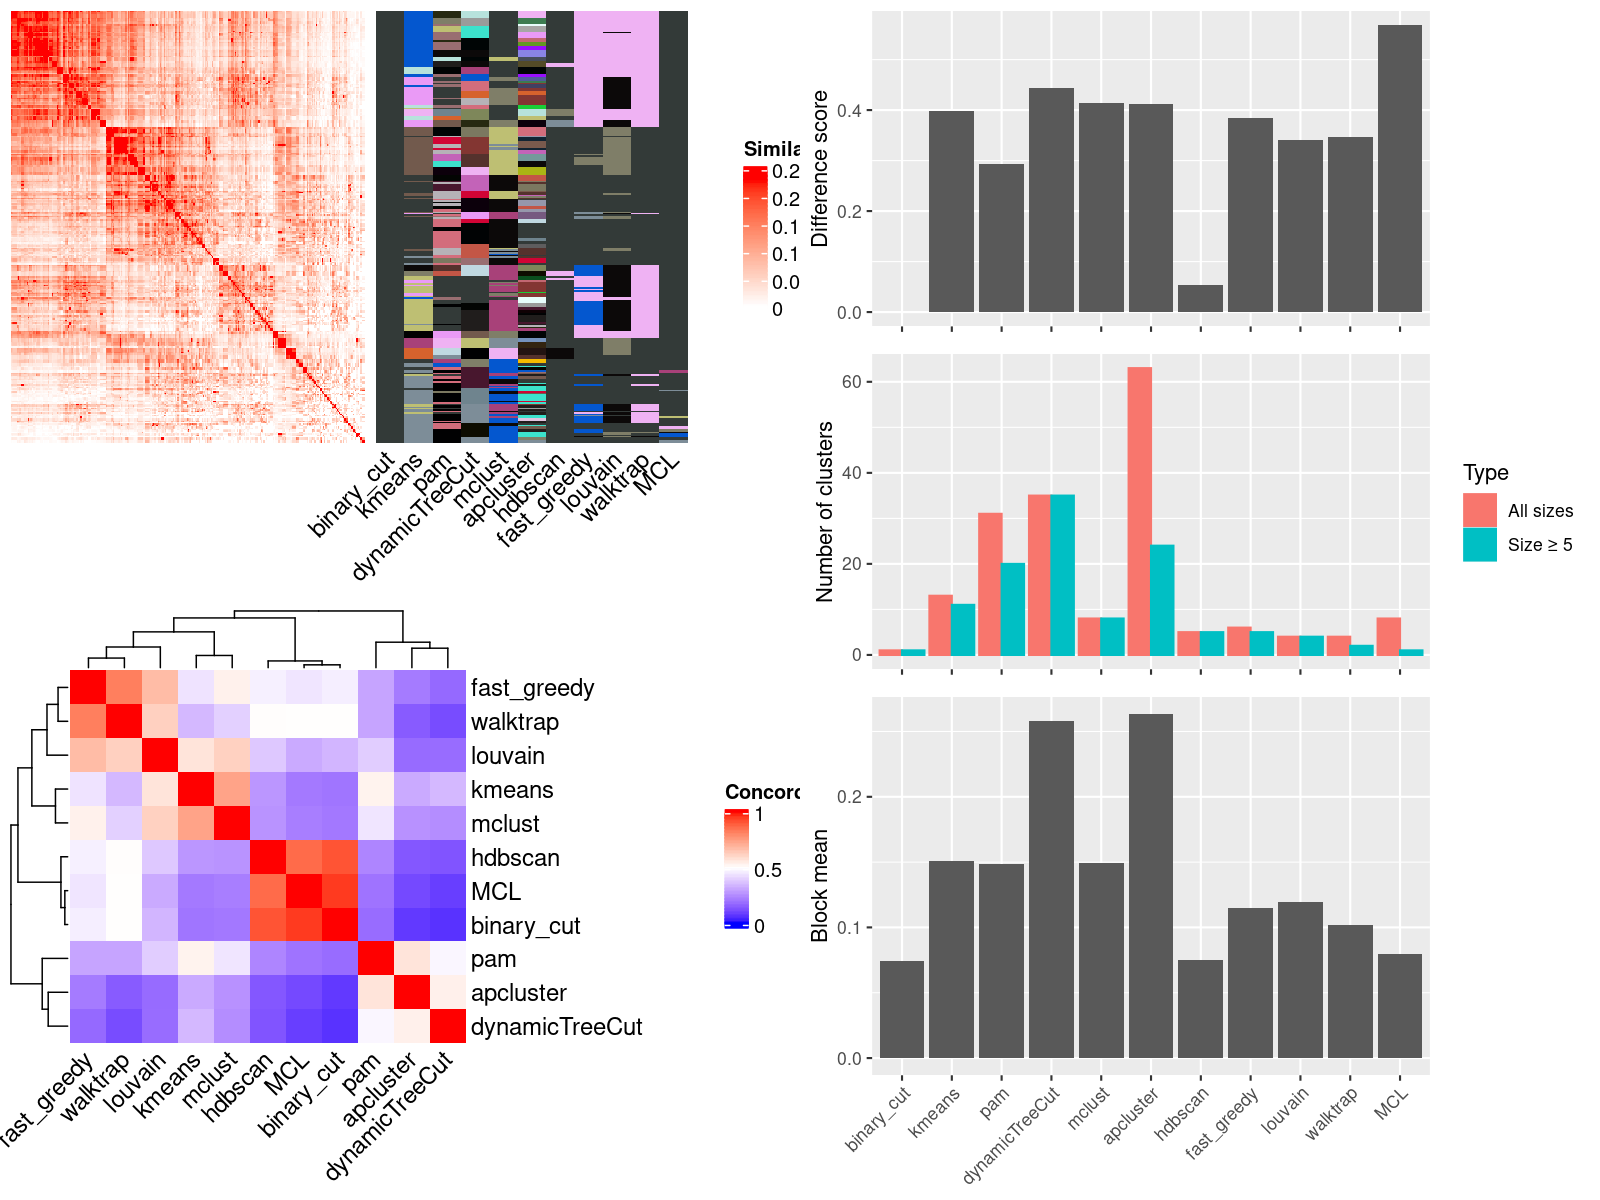 Simila
0.2
0.2
0.1
0.1
0.0
0
binary_cut
kmeans
pam
dynamicTreeCut
mclust
apcluster
hdbscan
fast_greedy
louvain
walktrap
MCL
fast_greedy
walktrap
louvain
kmeans
mclust
hdbscan
MCL
binary_cut
pam
apcluster
dynamicTreeCut
fast_greedy
walktrap
louvain
kmeans
mclust
hdbscan
MCL
binary_cut
pam
apcluster
dynamicTreeCut
Concord
1
0.5
0
Difference score
0.4
0.2
0.0
Number of clusters
60
40
20
0
Type
All sizes
Size ≥ 5
Block mean
0.2
0.1
0.0
binary_cut
kmeans
pam
dynamicTreeCut
mclust
apcluster
hdbscan
fast_greedy
louvain
walktrap
MCL